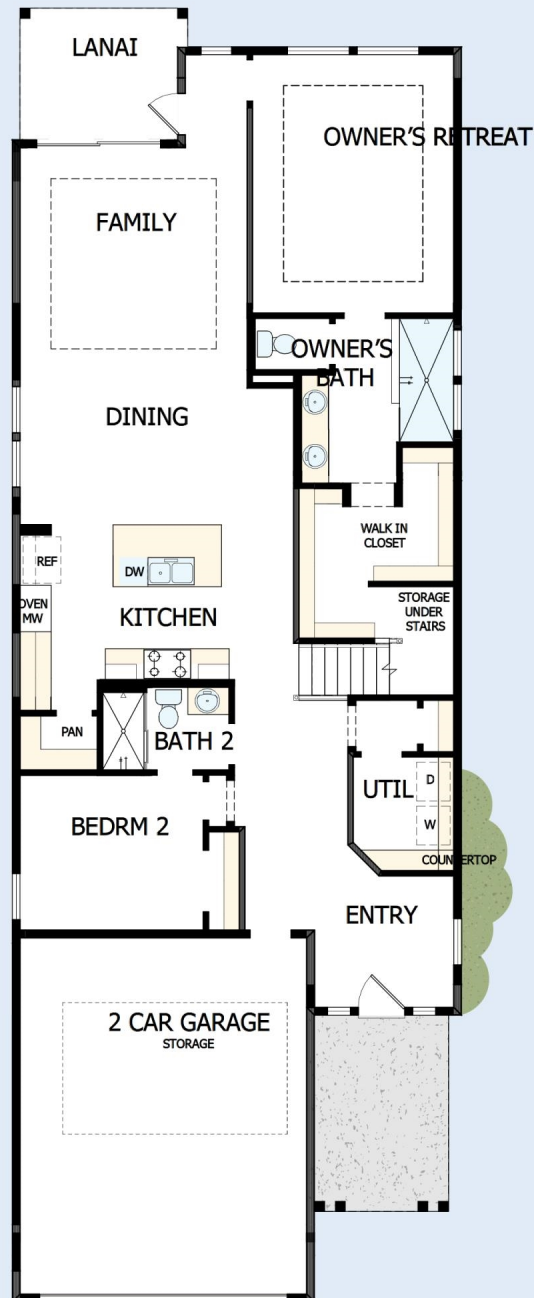 LANAI
OWNER'S RETREAT
FAMILY
OWNER'S
BATH
DINING
WALK IN
CLOSET
REF
DW
OVEN
MW
STORAGE
UNDER
STAIRS
KITCHEN
PAN
BATH 2
UTIL
D
W
BEDRM 2
COUNTERTOP
ENTRY
2 CAR GARAGE
STORAGE